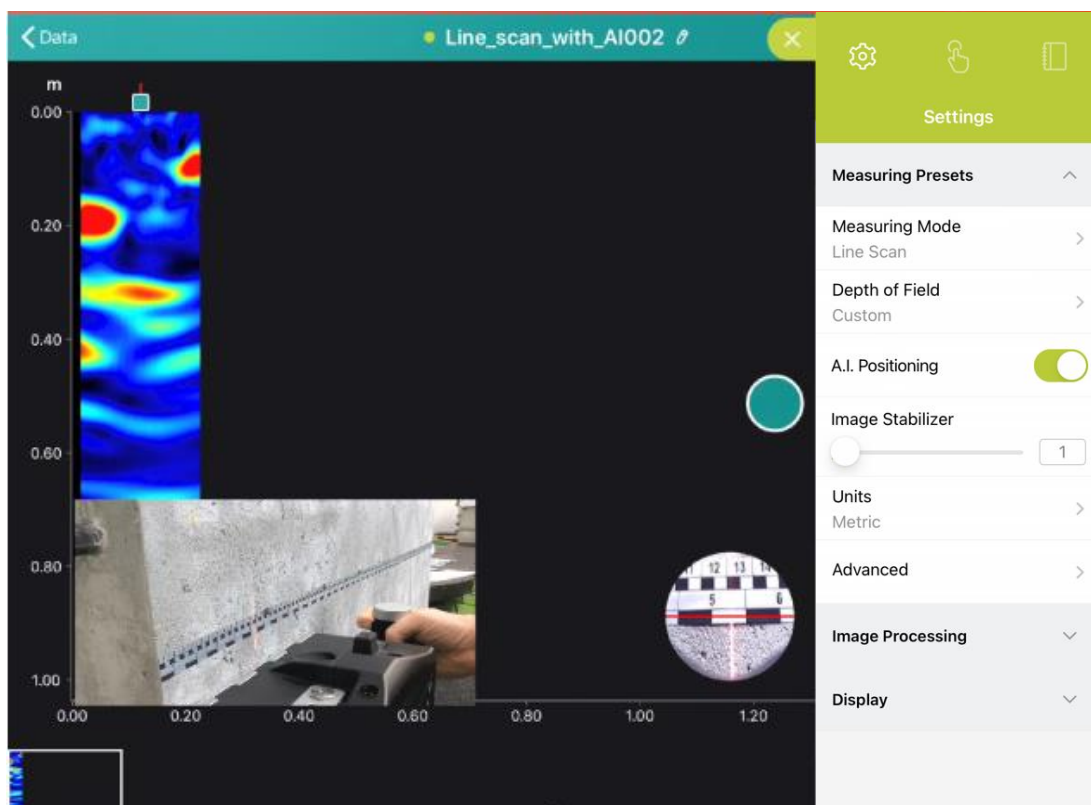 Data
Line_scan_with_AI002
Settings
m
0.00
0.20
0.40
0.60
0.80
1.00
0.00 0.20 0.40 0.60 0.80 1.00 1.20
12 13 14
5 6
Measuring Presets
Measuring Mode
Line Scan
Depth of Field
Custom
A.I. Positioning
Image Stabilizer
1
Units
Metric
Advanced
Image Processing
Display